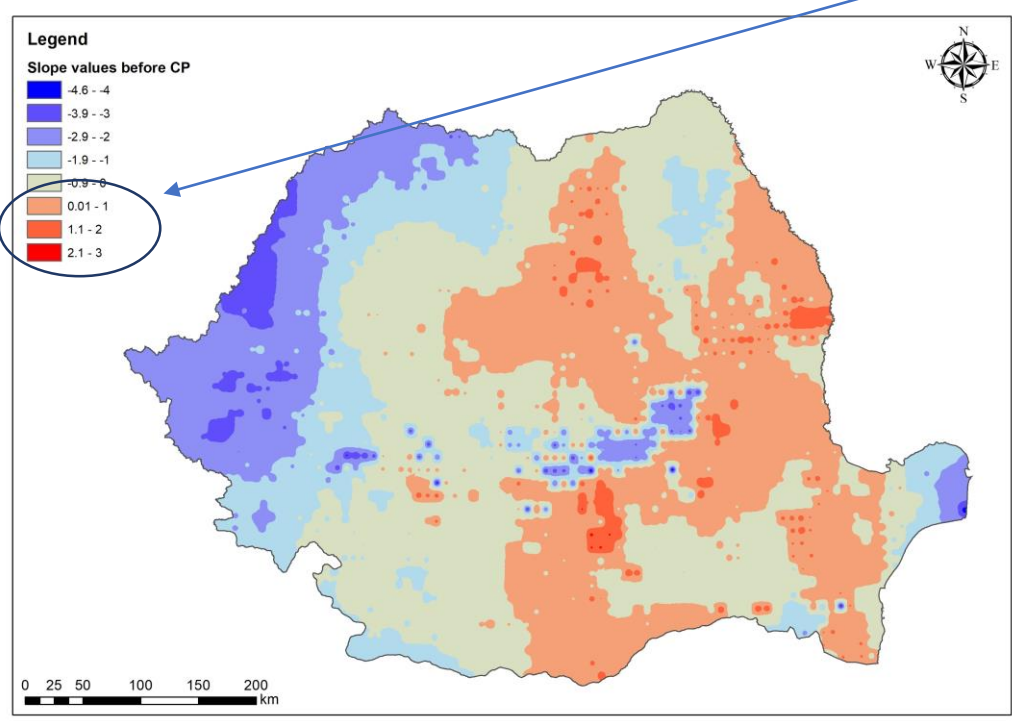 Legend
Slope values before CP
-4.6 - -4
-3.9 - -3
-2.9 - -2
-1.9 - -1
-0.9 - 0
0.01 - 1
1.1 - 2
2.1 - 3
N
W E
S
0 25 50 100 150 200
km